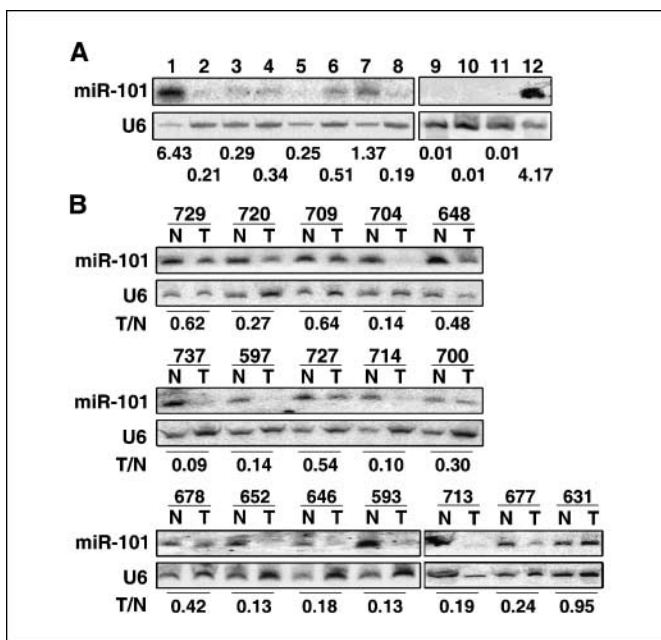 A
1 2 3 4 5 6 7 8 9 10 11 12
miR-101
U6
6.43 0.29 0.25 1.37 0.01 0.01
0.21 0.34 0.51 0.19 0.01 4.17
B
729 720 709 704 648
N T N T N T N T N T
miR-101
U6
T/N 0.62 0.27 0.64 0.14 0.48
737 597 727 714 700
N T N T N T N T N T
miR-101
U6
T/N 0.09 0.14 0.54 0.10 0.30
678 652 646 593 713 677 631
N T N T N T N T N T N T N T
miR-101
U6
T/N 0.42 0.13 0.18 0.13 0.19 0.24 0.95